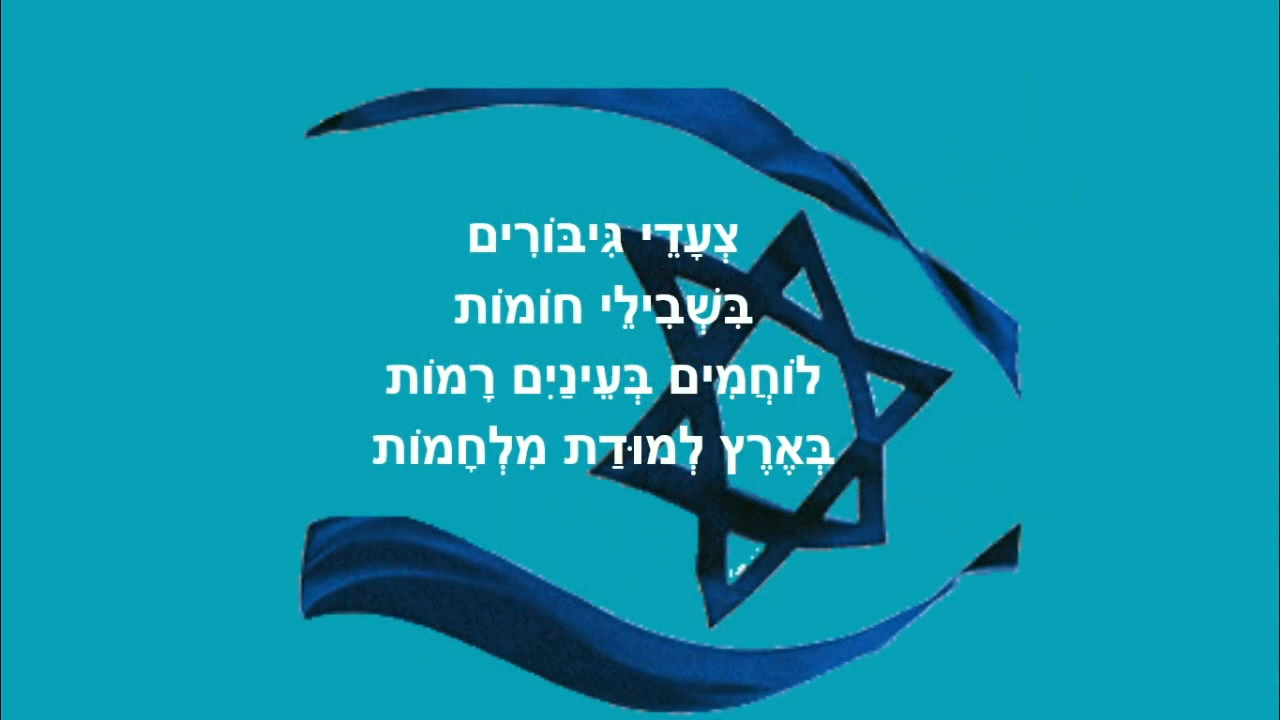 צְעָדֵי גִּיבּוֹרִים
בִּשְׁבִילֵי חוֹמוֹת
לוֹחֲמִים בְּעֵינַיִם רָמוֹת
בְּאֶרֶץ לְמוּדַת מִלְחָמוֹת